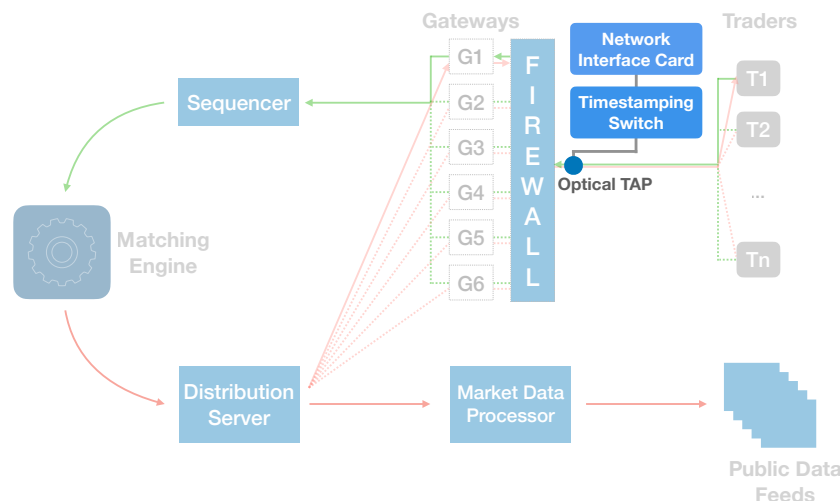 Gateways
Traders
G1
G2
G3
G4
G5
G6
F
I
R
E
W
A
L
L
Network
Interface Card
Timestamping
Switch
Optical TAP
T1
T2
...
Tn
Sequencer
Matching
Engine
Distribution
Server
Market Data
Processor
Public Data
Feeds